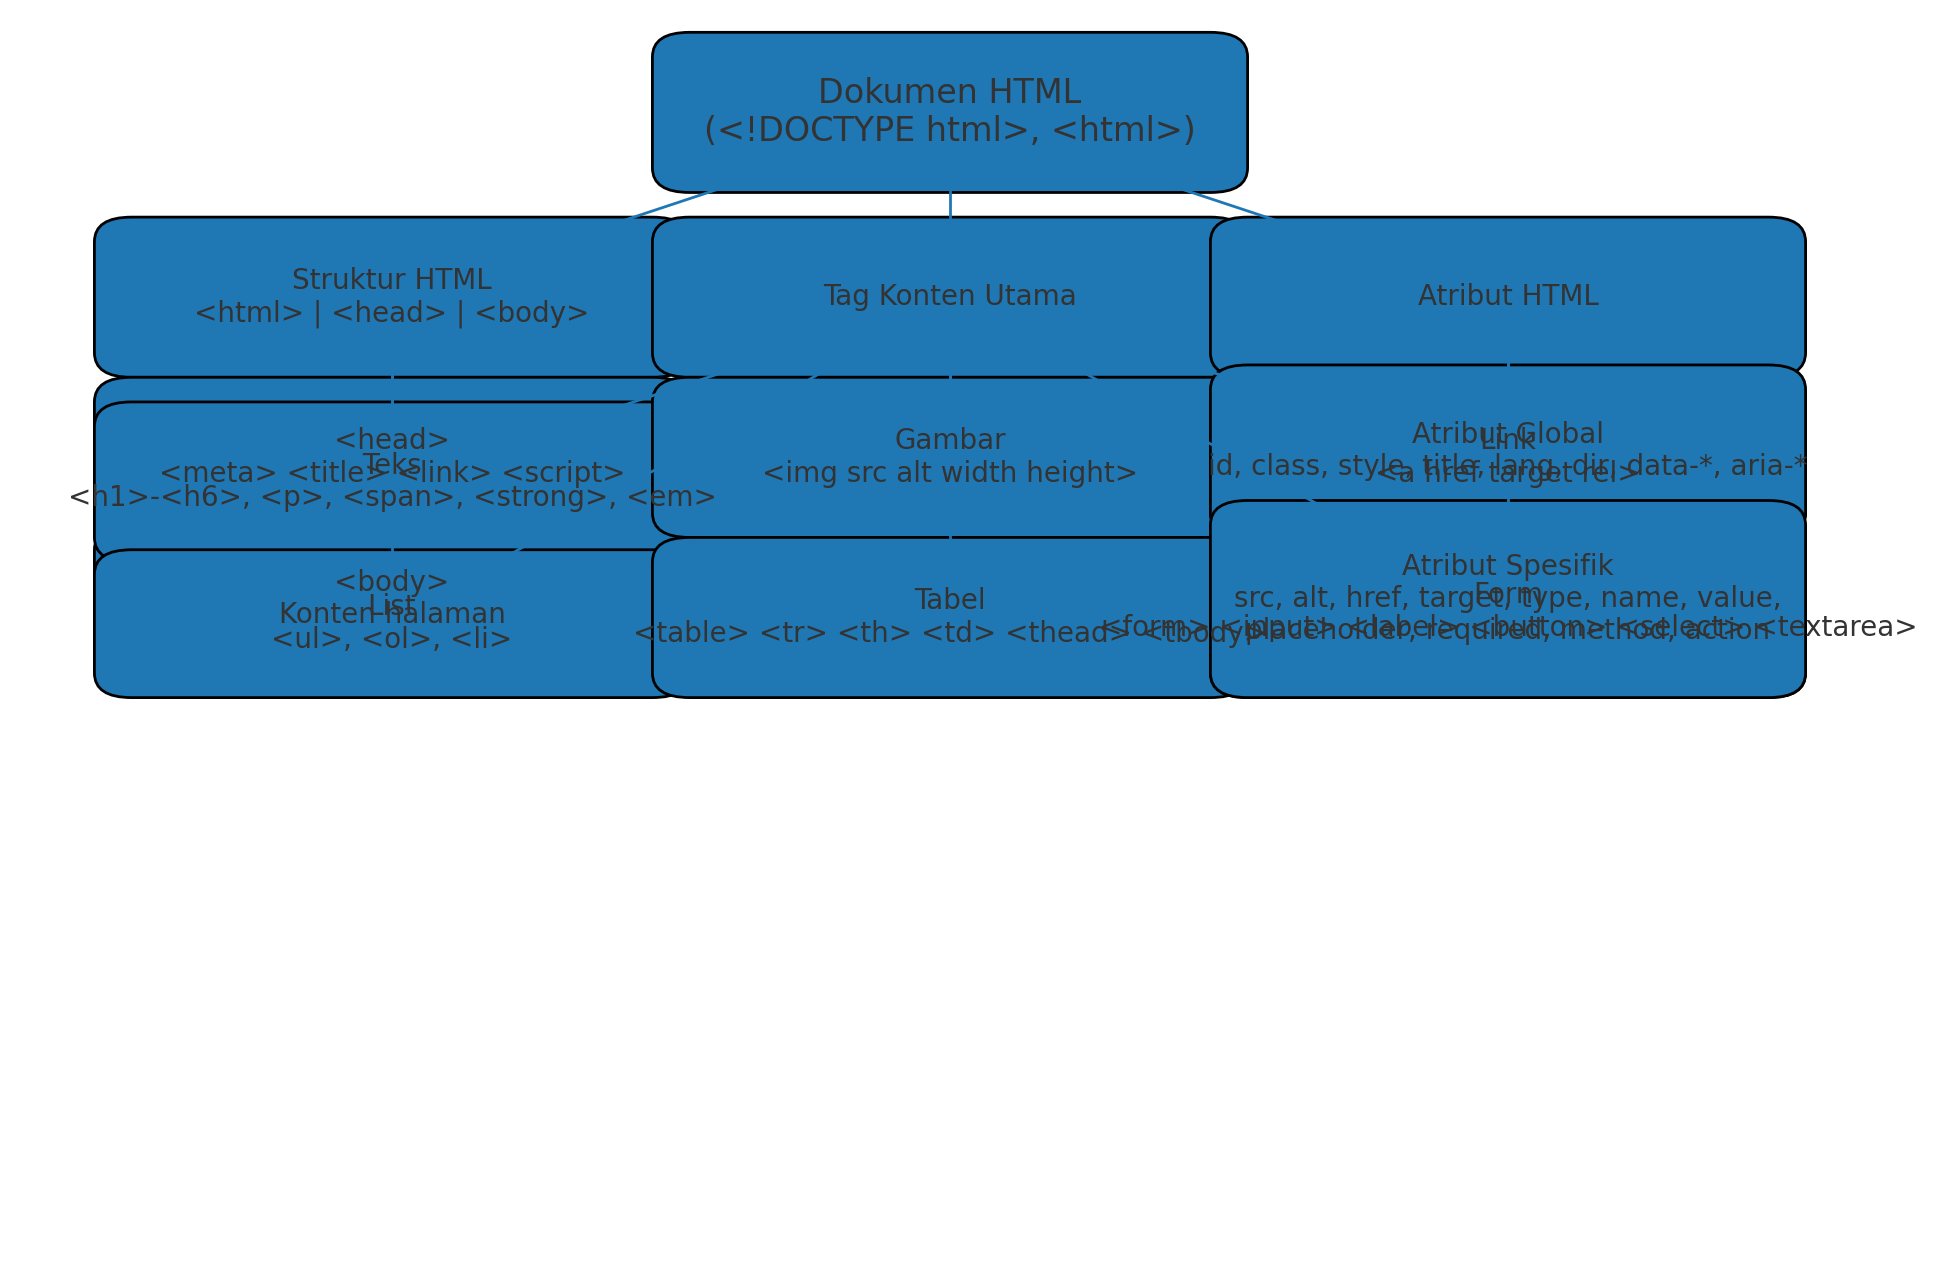 Dokumen HTML
(<!DOCTYPE html>, <html>)
Struktur HTML
<html> | <head> | <body>
Tag Konten Utama
Atribut HTML
<head>
<meta> <title> <link> <script>
Teks
<h1>-<h6>, <p>, <span>, <strong>, <em>
Gambar
<img src alt width height>
Atribut Global
id, class, style, title, lang, dir, data-*, aria-*
Link
<a href target rel>
<body>
Konten halaman
List
<ul>, <ol>, <li>
Tabel
<table> <tr> <th> <td> <thead> <tbody>
Atribut Spesifik
src, alt, href, target, type, name, value,
placeholder, required, method, action
Form
<form> <input> <label> <button> <select> <textarea>